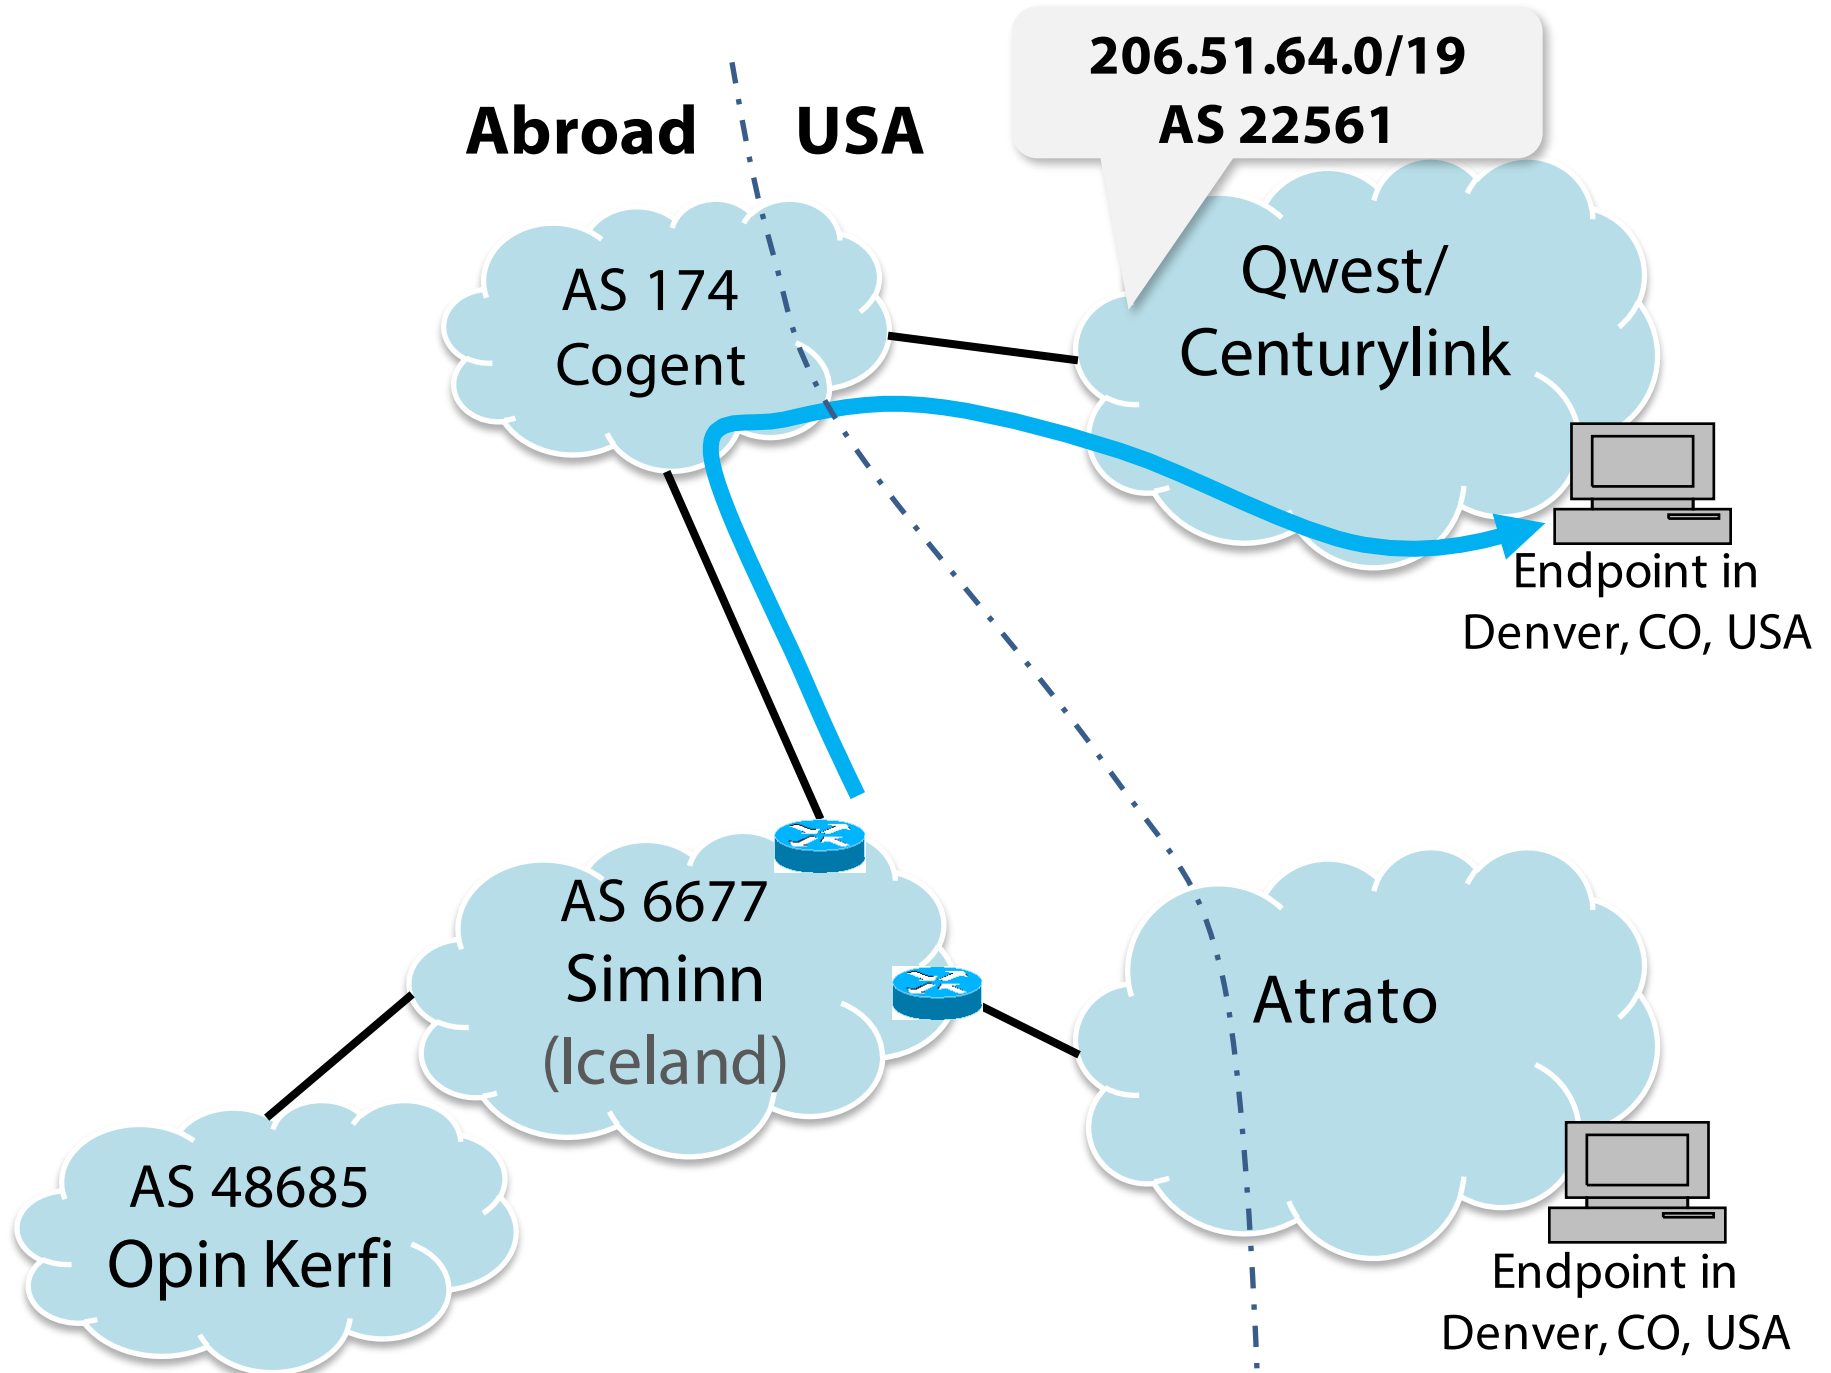 206.51.64.0/19
AS 22561
Abroad
USA
AS 174
Cogent
Qwest/
Centurylink
Endpoint in
Denver, CO, USA
AS 6677
Siminn
(Iceland)
Atrato
AS 48685
Opin Kerfi
Endpoint in
Denver, CO, USA